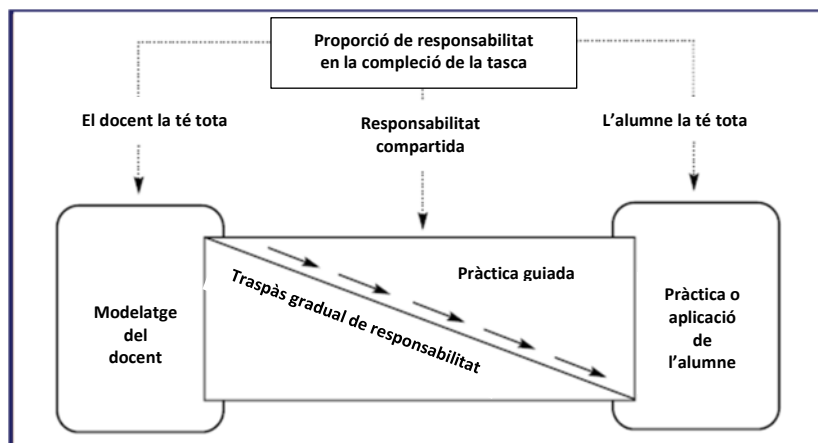 Proporció de responsabilitat
en la compleció de la tasca
El docent la té tota
Responsabilitat
compartida
L'alumne la té tota
Modelatge
del
docent
Pràctica guiada
Traspàs gradual de responsabilitat
Pràctica o
aplicació
de
l'alumne